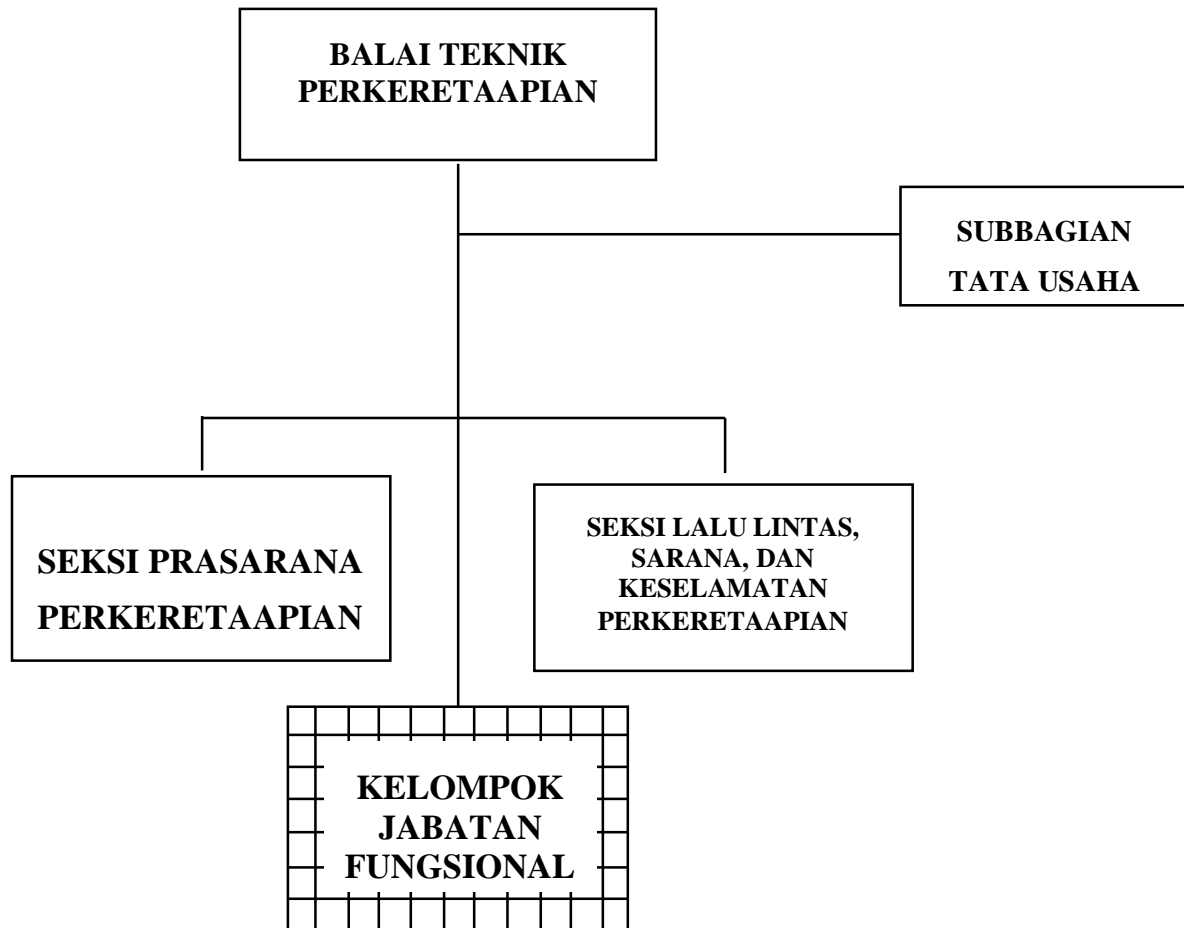 BALAI TEKNIK
PERKERETAAPIAN
SUBBAGIAN
TATA USAHA
SEKSI PRASARANA
PERKERETAAPIAN
SEKSI LALU LINTAS,
SARANA, DAN
KESELAMATAN
PERKERETAAPIAN
KELOMPOK
JABATAN
FUNGSIONAL